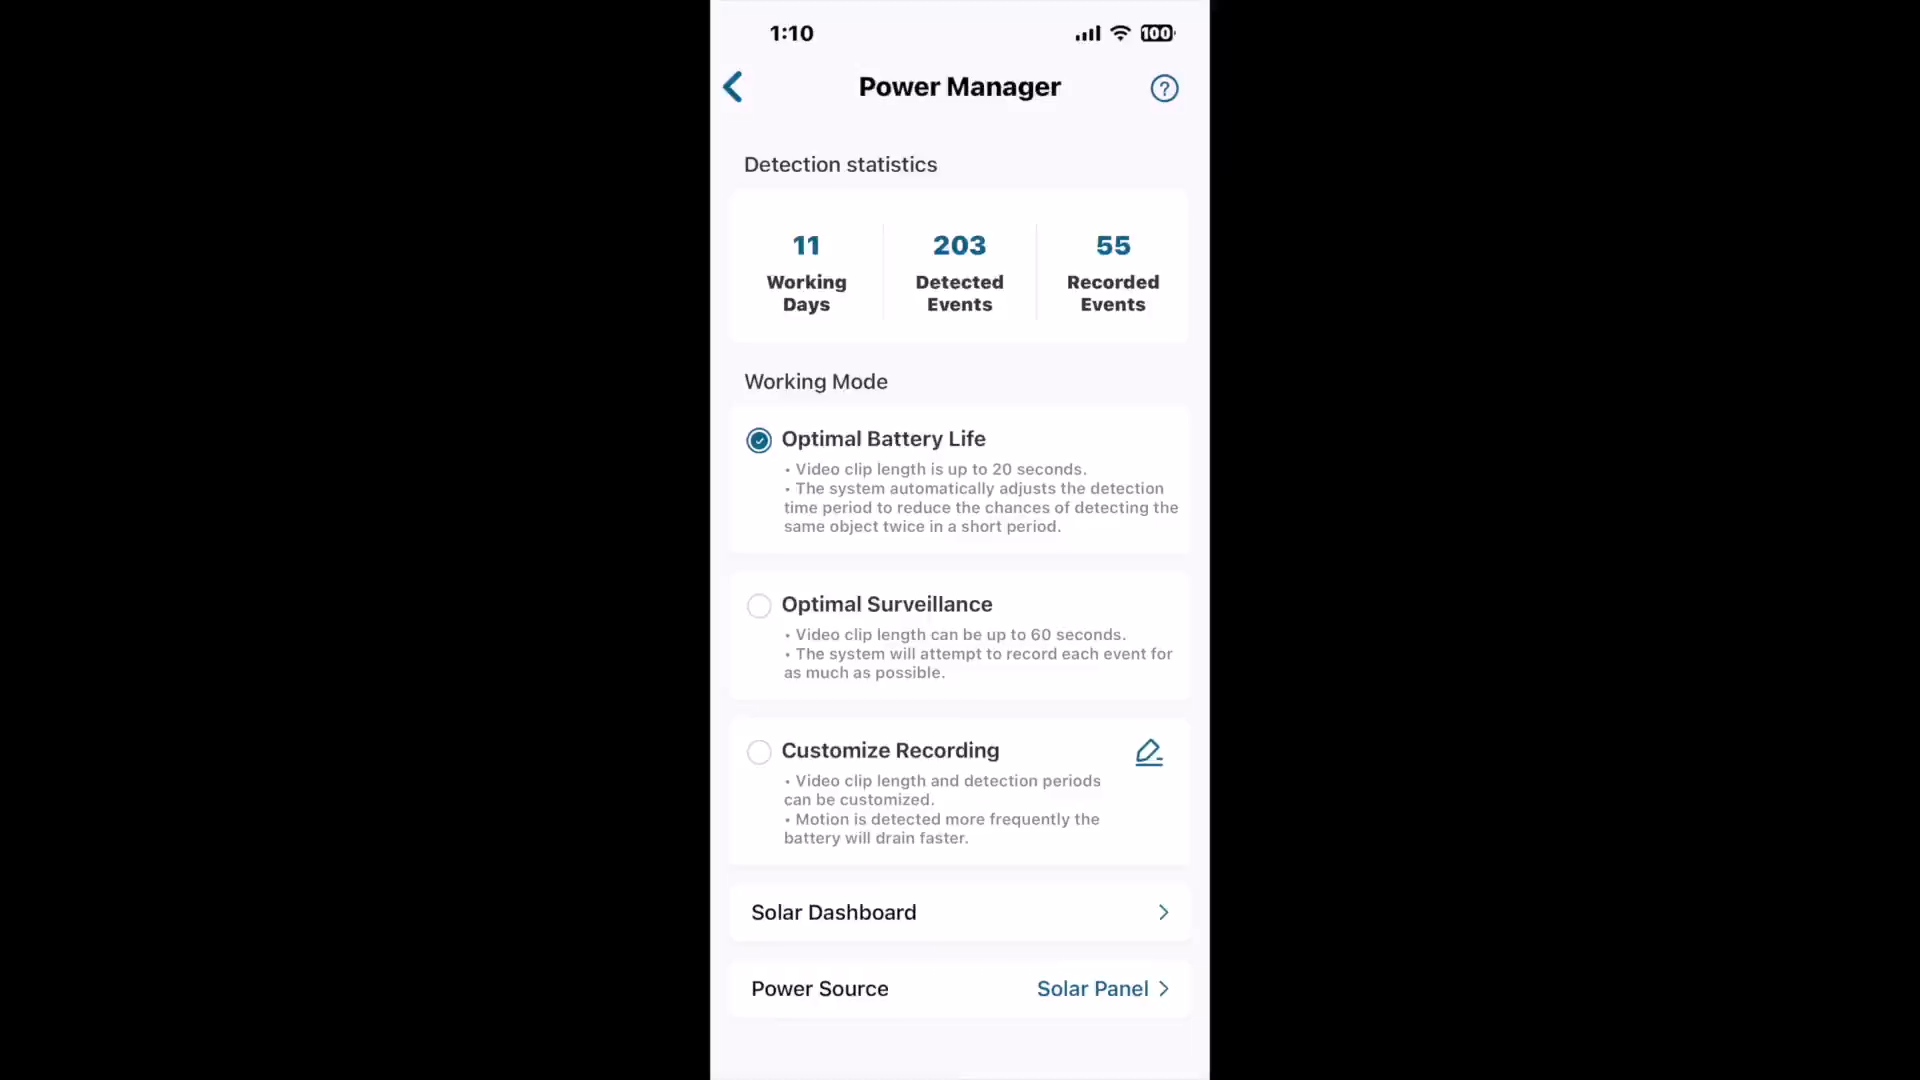 1:10
100
Power Manager
?
Detection statistics
11
Working
Days
203
Detected
Events
55
Recorded
Events
Working Mode
Optimal Battery Life
• Video clip length is up to 20 seconds.
• The system automatically adjusts the detection
time period to reduce the chances of detecting the
same object twice in a short period.
Optimal Surveillance
• Video clip length can be up to 60 seconds.
• The system will attempt to record each event for
as much as possible.
Customize Recording
• Video clip length and detection periods
can be customized.
• Motion is detected more frequently the
battery will drain faster.
Solar Dashboard
Power Source Solar Panel